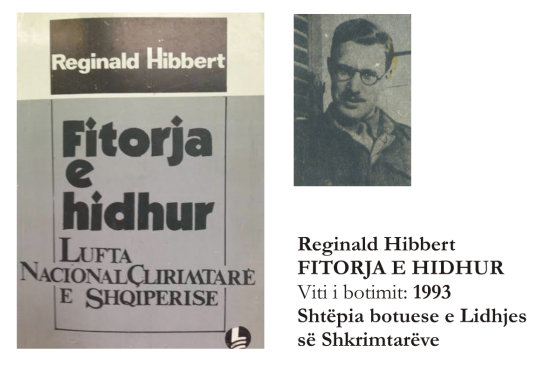 Reginald Hibbert
Fitorja
e
hidhur
LUFTA
NACIONALÇLIRIMTARE
E SHQIPERISE
Reginald Hibbert
FITORJA E HIDHUR
Viti i botimit: 1993
Shtëpia botuese e Lidhjes
së Shkrimtarëve